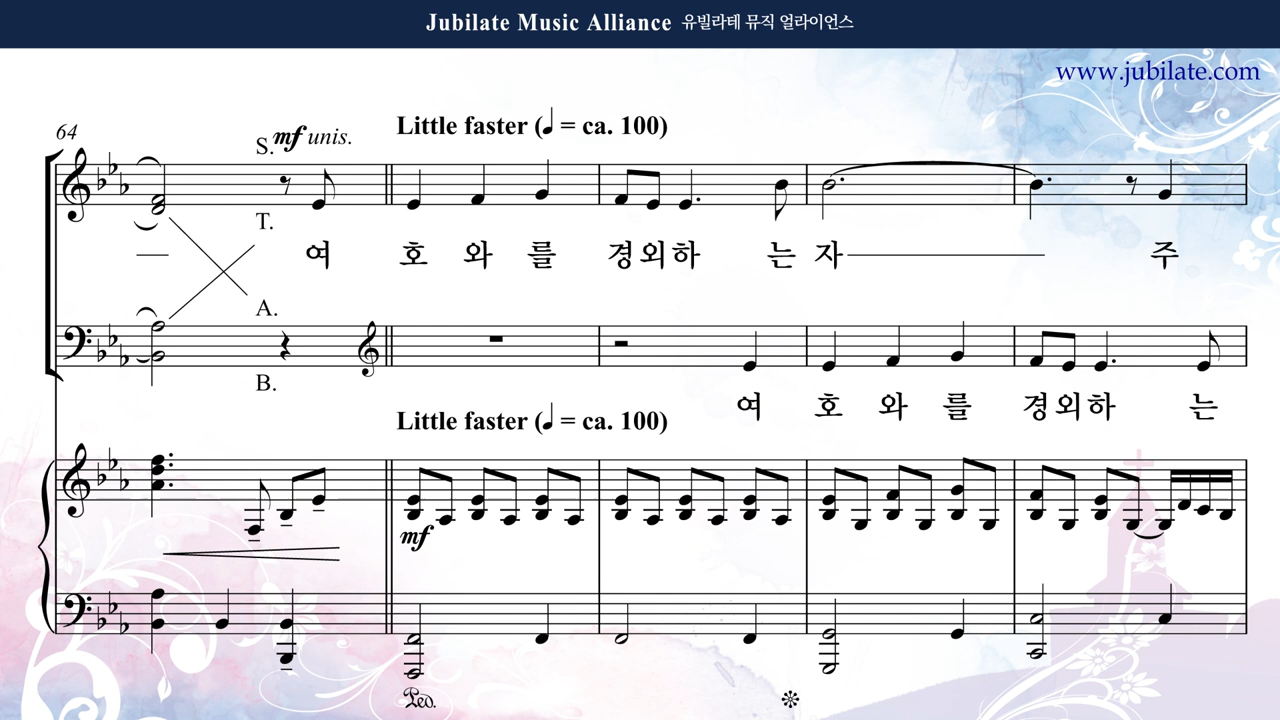 Jubilate Music Alliance 유빌라테 뮤직 얼라이언스
www.jubilate.com
Little faster (♩ = ca. 100)
64
S. mf unis.
T.
여 호 와 를 경외하 는 자 주
A.
B.
여 호 와 를 경외하 는
Little faster (♩ = ca. 100)
mf
Ped.